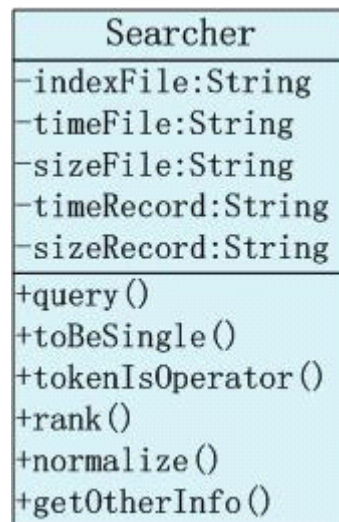 Searcher
-indexFile:String
-timeFile:String
-sizeFile:String
-timeRecord:String
-sizeRecord:String
+query()
+toBeSingle()
+tokenIsOperator()
+rank()
+normalize()
+getOtherInfo()